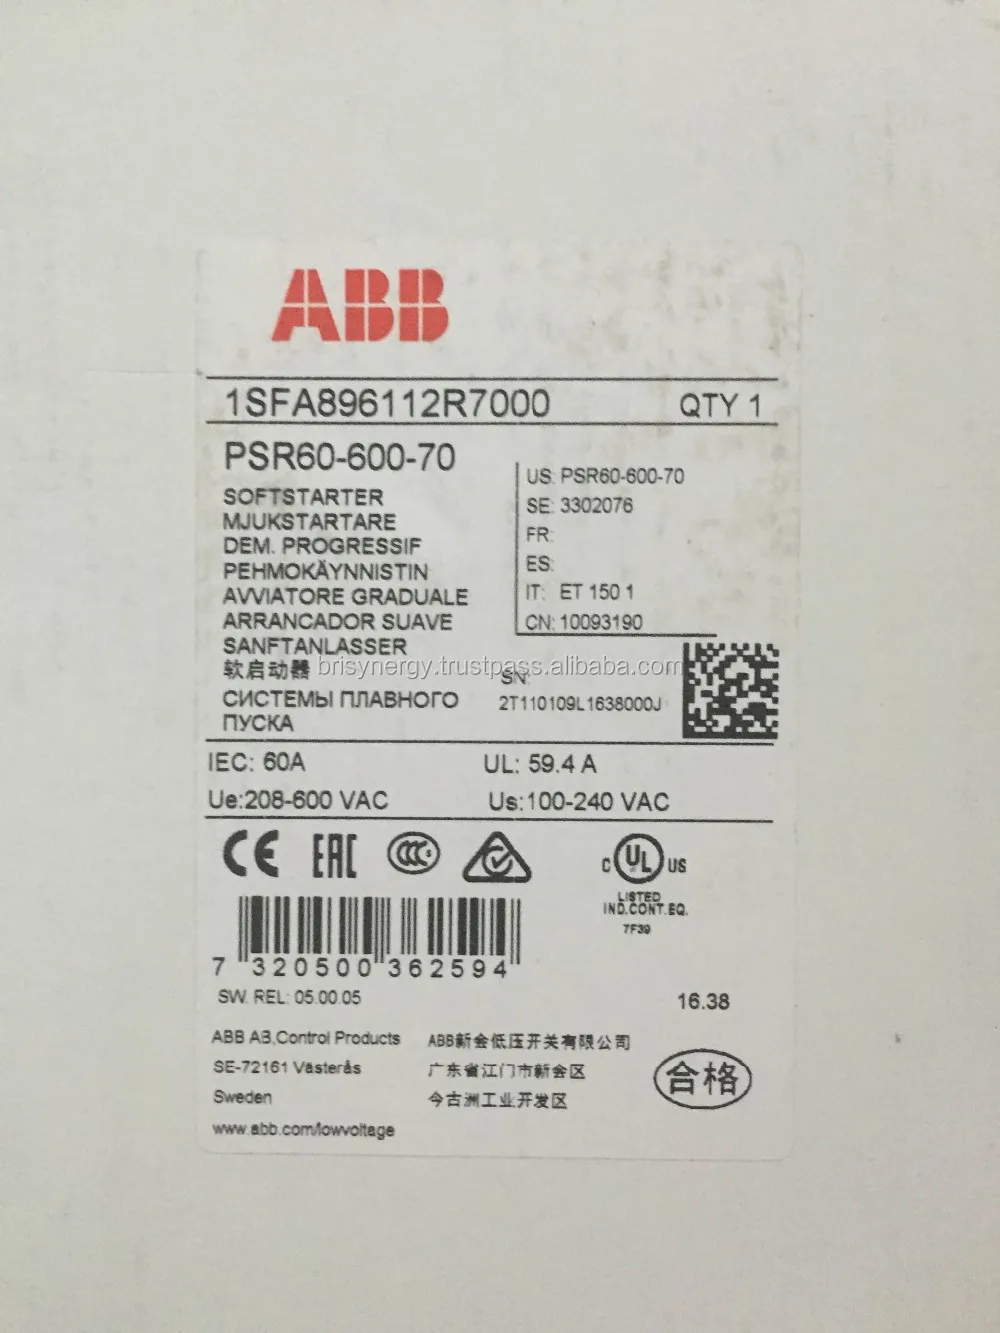 ABB
1SFA896112R7000 QTY 1
PSR60-600-70
SOFTSTARTER
MJUKSTARTARE
DEM. PROGRESSIF
PEHMOKÄYNNISTIN
AVVIATORE GRADUALE
ARRANCADOR SUAVE
SANFTANLASSER
软启动器
СИСТЕМЫ ПЛАВНОГО
ПУСКА
US: PSR60-600-70
SE: 3302076
FR:
ES:
IT: ET 150 1
CN: 10093190
brisynergy.trustpass.alibaba.com
SN:
2T110109L1638000J
IEC: 60A UL: 59.4 A
Ue:208-600 VAC Us:100-240 VAC
CE EAC CCC C UL US
LISTED
IND.CONT.EQ.
7F39
7 320500 362594
SW. REL: 05.00.05 16.38
ABB AB,Control Products
SE-72161 Västerås
Sweden
www.abb.com/lowvoltage
ABB新会低压开关有限公司
广东省江门市新会区
今古洲工业开发区
合格